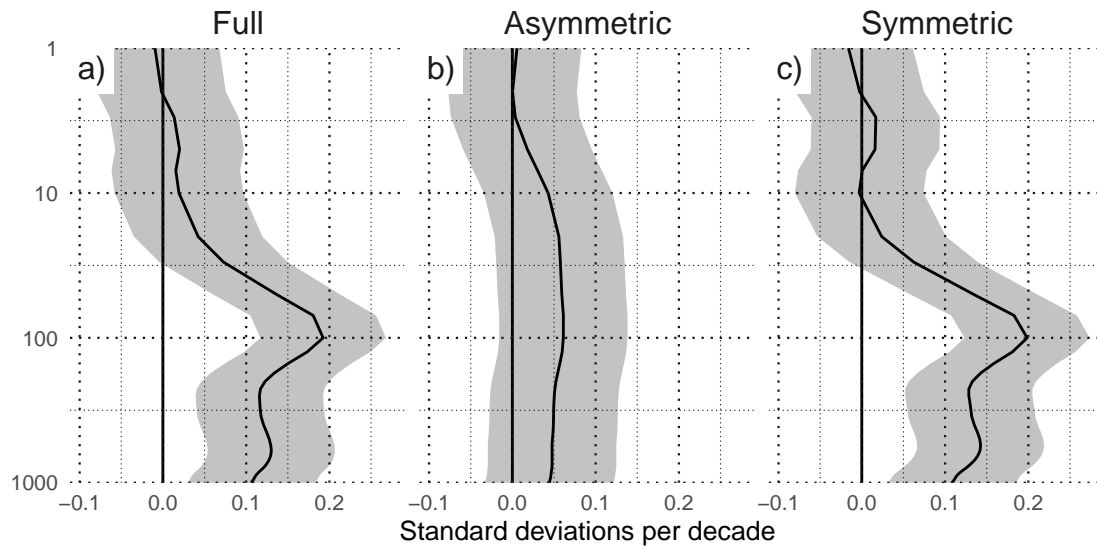 Full Asymmetric Symmetric
a) b) c)
1
10
100
1000
−0.1 0.0 0.1 0.2 −0.1 0.0 0.1 0.2 −0.1 0.0 0.1 0.2
Standard deviations per decade